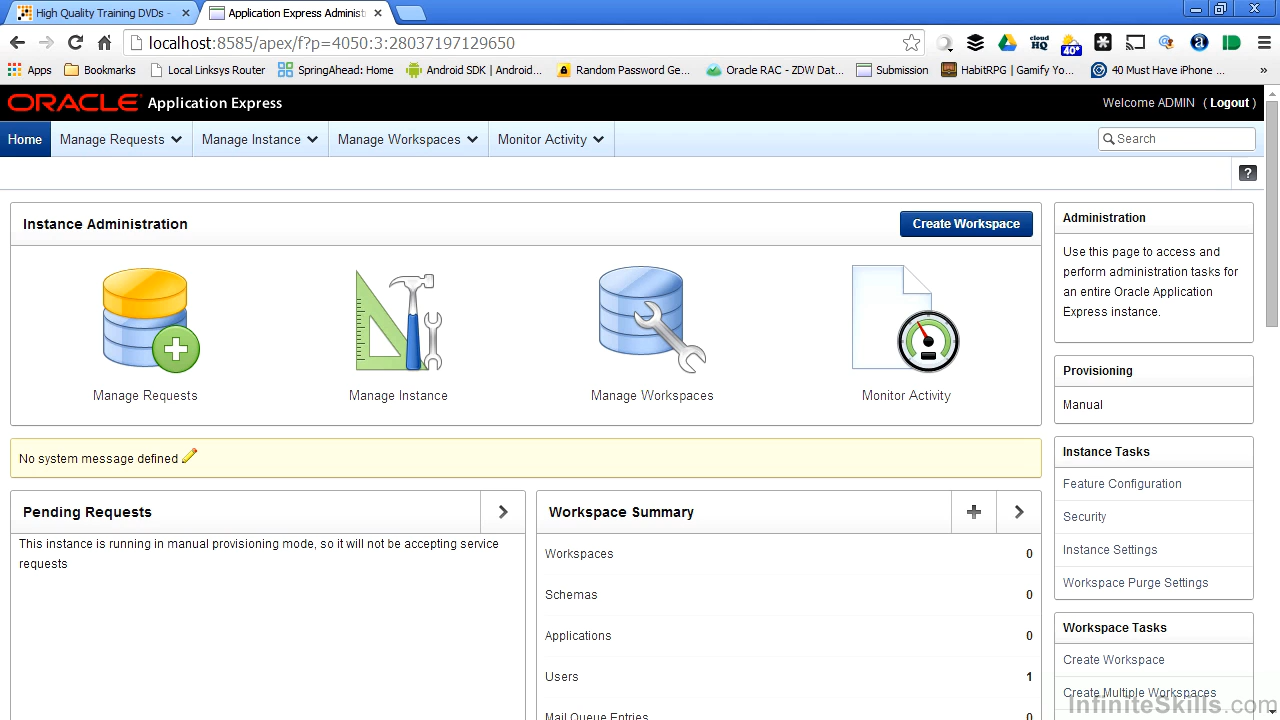 High Quality Training DVDs -
Application Express Administ
localhost:8585/apex/f?p=4050:3:28037197129650
cloud
HQ
40°
Apps
Bookmarks
Local Linksys Router
SpringAhead: Home
Android SDK | Android...
Random Password Ge...
Oracle RAC - ZDW Dat...
Submission
HabitRPG | Gamify Yo...
40 Must Have iPhone ...
»
ORACLE Application Express
Welcome ADMIN ( Logout )
Home
Manage Requests
Manage Instance
Manage Workspaces
Monitor Activity
Search
?
Instance Administration
Create Workspace
Manage Requests
Manage Instance
Manage Workspaces
Monitor Activity
No system message defined
Pending Requests
This instance is running in manual provisioning mode, so it will not be accepting service
requests
Workspace Summary
Workspaces 0
Schemas 0
Applications 0
Users 1
Mail Queue Entries 0
Administration
Use this page to access and
perform administration tasks for
an entire Oracle Application
Express instance.
Provisioning
Manual
Instance Tasks
Feature Configuration
Security
Instance Settings
Workspace Purge Settings
Workspace Tasks
Create Workspace
Create Multiple Workspaces
InfiniteSkills.com